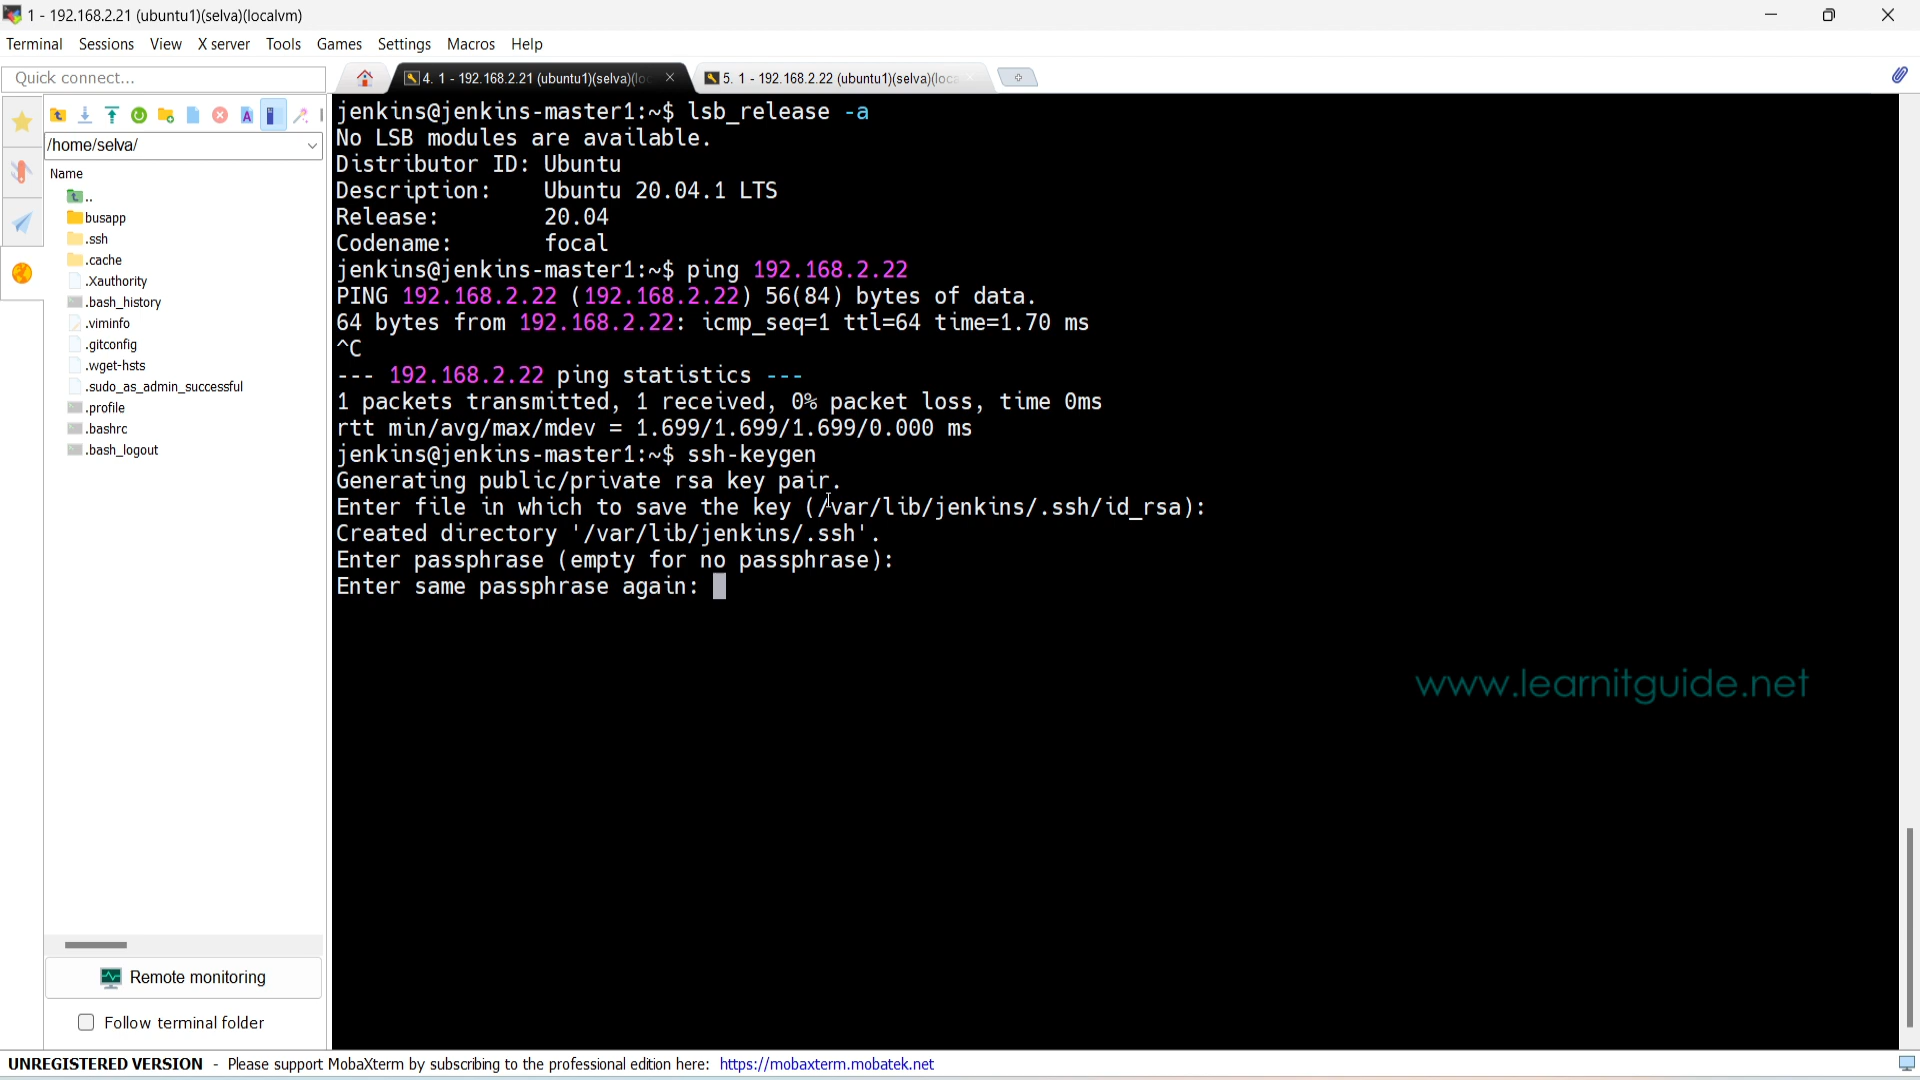 1 - 192.168.2.21 (ubuntu1)(selva)(localvm)
Terminal Sessions View X server Tools Games Settings Macros Help
Quick connect...
4. 1 - 192.168.2.21 (ubuntu1)(selva)(lo
5. 1 - 192.168.2.22 (ubuntu1)(selva)(loca
/home/selva/
Name
..
busapp
.ssh
.cache
.Xauthority
.bash_history
.viminfo
.gitconfig
.wget-hsts
.sudo_as_admin_successful
.profile
.bashrc
.bash_logout
Remote monitoring
Follow terminal folder
jenkins@jenkins-master1:~$ lsb_release -a
No LSB modules are available.
Distributor ID: Ubuntu
Description: Ubuntu 20.04.1 LTS
Release: 20.04
Codename: focal
jenkins@jenkins-master1:~$ ping 192.168.2.22
PING 192.168.2.22 (192.168.2.22) 56(84) bytes of data.
64 bytes from 192.168.2.22: icmp_seq=1 ttl=64 time=1.70 ms
^C
--- 192.168.2.22 ping statistics ---
1 packets transmitted, 1 received, 0% packet loss, time 0ms
rtt min/avg/max/mdev = 1.699/1.699/1.699/0.000 ms
jenkins@jenkins-master1:~$ ssh-keygen
Generating public/private rsa key pair.
Enter file in which to save the key (/var/lib/jenkins/.ssh/id_rsa):
Created directory '/var/lib/jenkins/.ssh'.
Enter passphrase (empty for no passphrase):
Enter same passphrase again:
www.learnitguide.net
UNREGISTERED VERSION - Please support MobaXterm by subscribing to the professional edition here: https://mobaxterm.mobatek.net